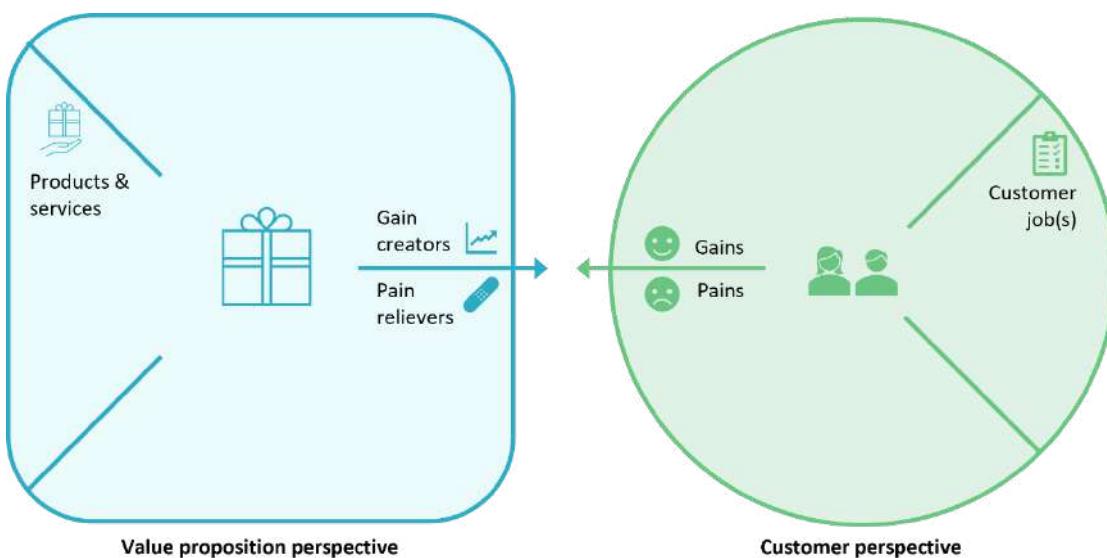 Products &
services
Gain
creators
Pain
relievers
Gains
Pains
Customer
job(s)
Value proposition perspective
Customer perspective